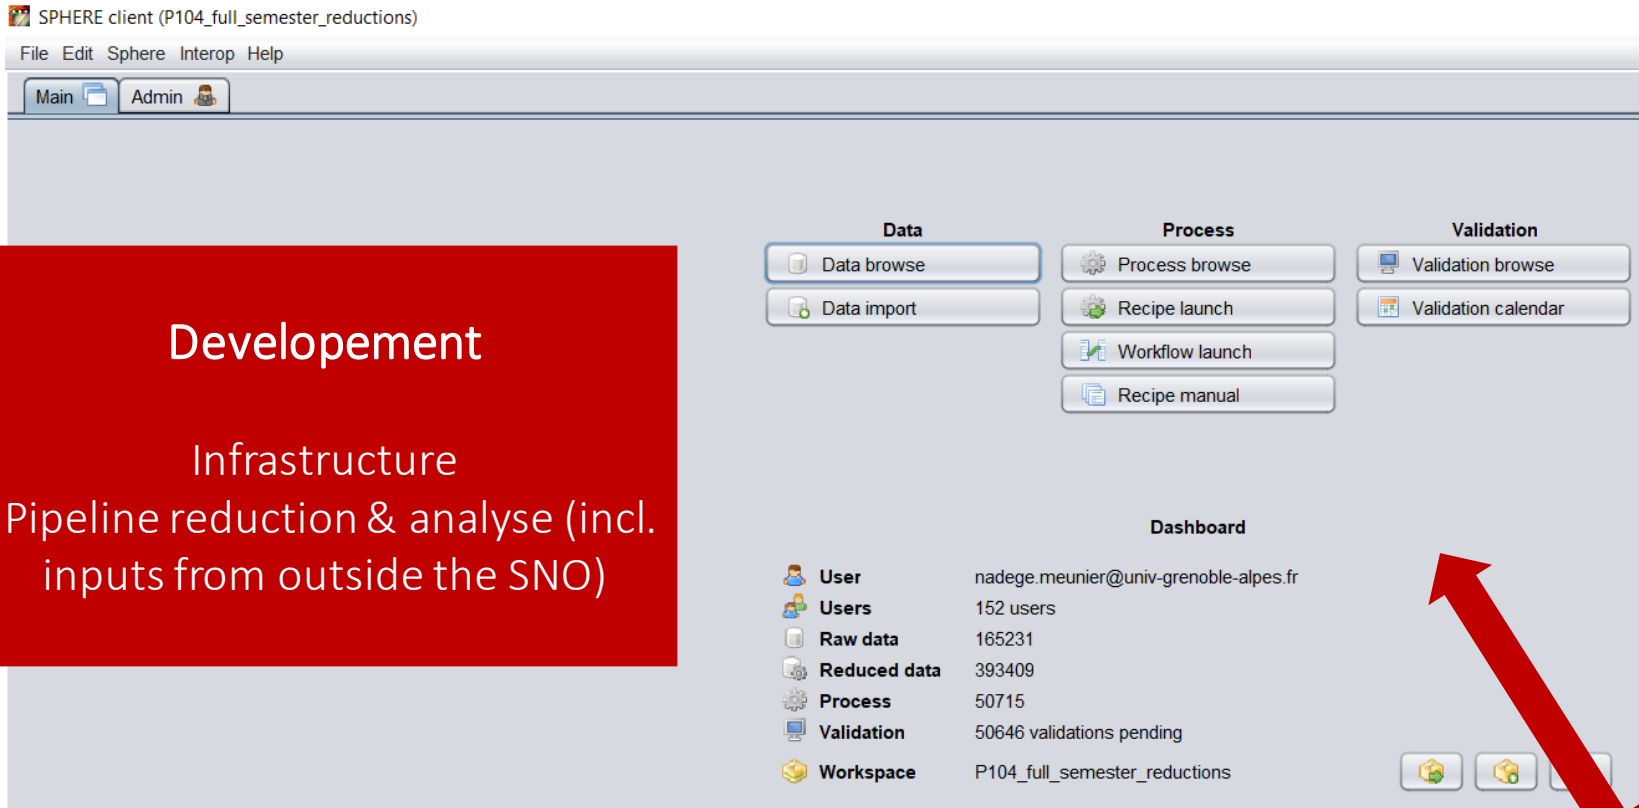 SPHERE client (P104_full_semester_reductions)
File Edit Sphere Interop Help
Main Admin
Data Process Validation
Data browse Process browse Validation browse
Data import Recipe launch Validation calendar
Workflow launch
Recipe manual
Developement
Infrastructure
Pipeline reduction & analyse (incl.
inputs from outside the SNO)
Dashboard
User nadege.meunier@univ-grenoble-alpes.fr
Users 152 users
Raw data 165231
Reduced data 393409
Process 50715
Validation 50646 validations pending
Workspace P104_full_semester_reductions